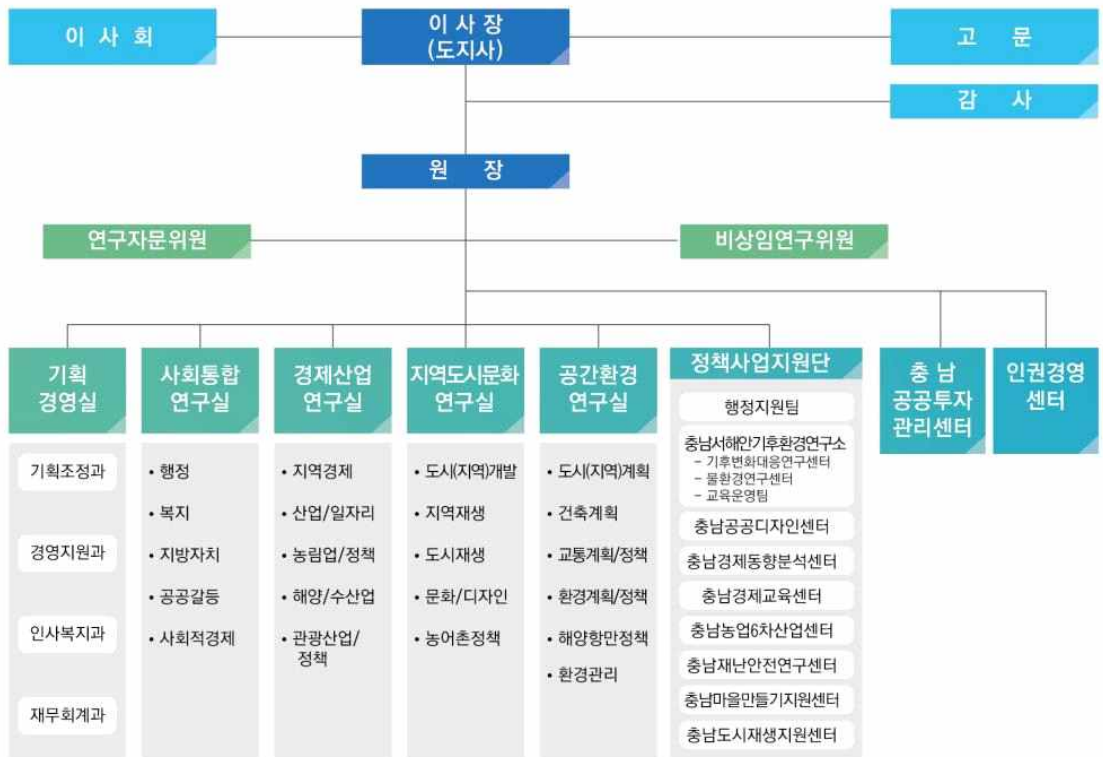 이 사 회
이 사 장
(도지사)
고 문
감 사
원 장
연구자문위원
비상임연구위원
기획
경영실
기획조정과
경영지원과
인사복지과
재무회계과
사회통합
연구실
• 행정
• 복지
• 지방자치
• 공공갈등
• 사회적경제
경제산업
연구실
• 지역경제
• 산업/일자리
• 농림업/정책
• 해양/수산업
• 관광산업/
정책
지역도시문화
연구실
• 도시(지역)개발
• 지역재생
• 도시재생
• 문화/디자인
• 농어촌정책
공간환경
연구실
• 도시(지역)계획
• 건축계획
• 교통계획/정책
• 환경계획/정책
• 해양항만정책
• 환경관리
정책사업지원단
행정지원팀
충남서해안기후환경연구소
- 기후변화대응연구센터
- 물환경연구센터
- 교육운영팀
충남공공디자인센터
충남경제동향분석센터
충남경제교육센터
충남농업6차산업센터
충남재난안전연구센터
충남마을만들기지원센터
충남도시재생지원센터
충 남
공공투자
관리센터
인권경영
센터